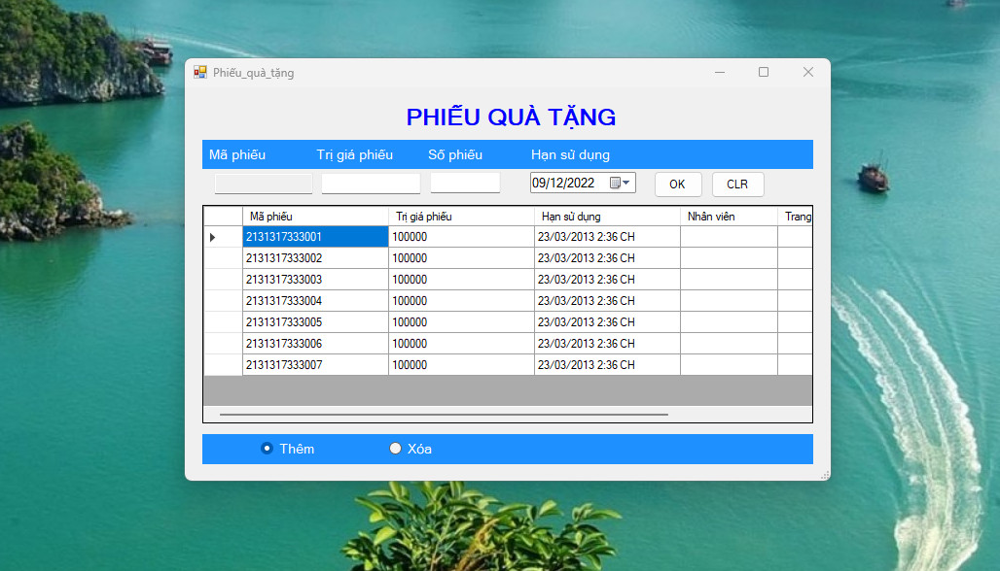 Phiếu_quà_tặng
PHIẾU QUÀ TẶNG
Mã phiếu Trị giá phiếu Số phiếu Hạn sử dụng
09/12/2022 OK CLR
Mã phiếu Trị giá phiếu Hạn sử dụng Nhân viên Trang
2131317333001 100000 23/03/2013 2:36 CH
2131317333002 100000 23/03/2013 2:36 CH
2131317333003 100000 23/03/2013 2:36 CH
2131317333004 100000 23/03/2013 2:36 CH
2131317333005 100000 23/03/2013 2:36 CH
2131317333006 100000 23/03/2013 2:36 CH
2131317333007 100000 23/03/2013 2:36 CH
Thêm Xóa